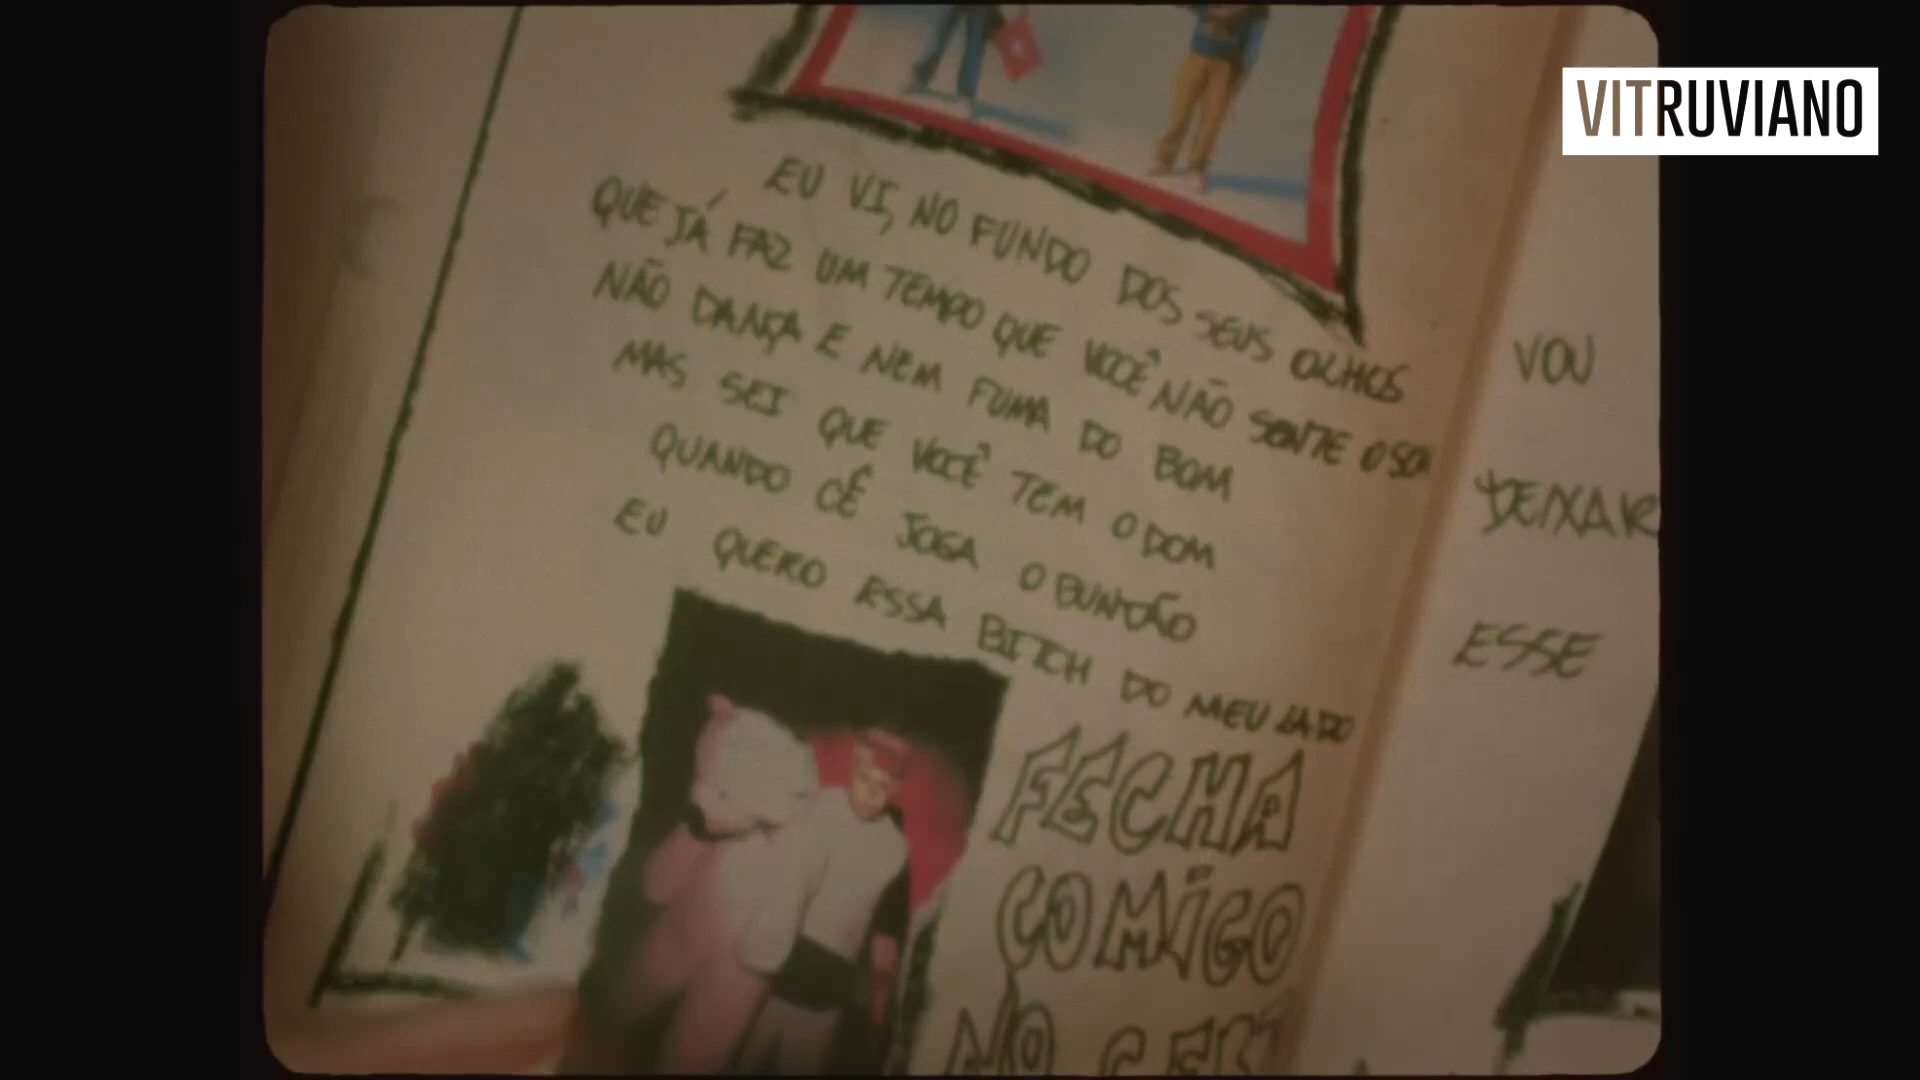 VITRUVIANO
EU VI, NO FUNDO DOS SEUS OLHOS
QUE JÁ FAZ UM TEMPO QUE VOCÊ NÃO SENTE O SOM
NÃO DANÇA E NEM FUMA DO BOM
MAS SEI QUE VOCÊ TEM O DOM
QUANDO CÊ JOGA O BUNDÃO
EU QUERO ESSA BITCH DO MEU LADO
FECHA
COMIGO
NO
VOU
DEIXAR
ESSE